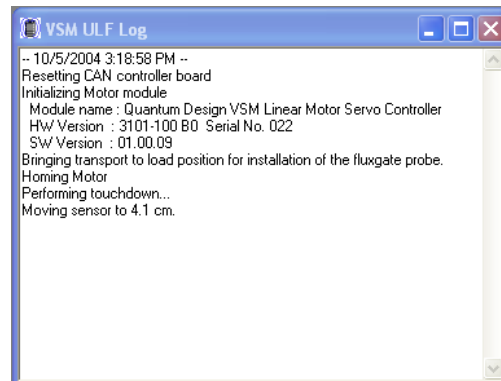 VSM ULF Log
-- 10/5/2004 3:18:58 PM --
Resetting CAN controller board
Initializing Motor module
Module name : Quantum Design VSM Linear Motor Servo Controller
HW Version : 3101-100 B0 Serial No. 022
SW Version : 01.00.09
Bringing transport to load position for installation of the fluxgate probe.
Homing Motor
Performing touchdown...
Moving sensor to 4.1 cm.